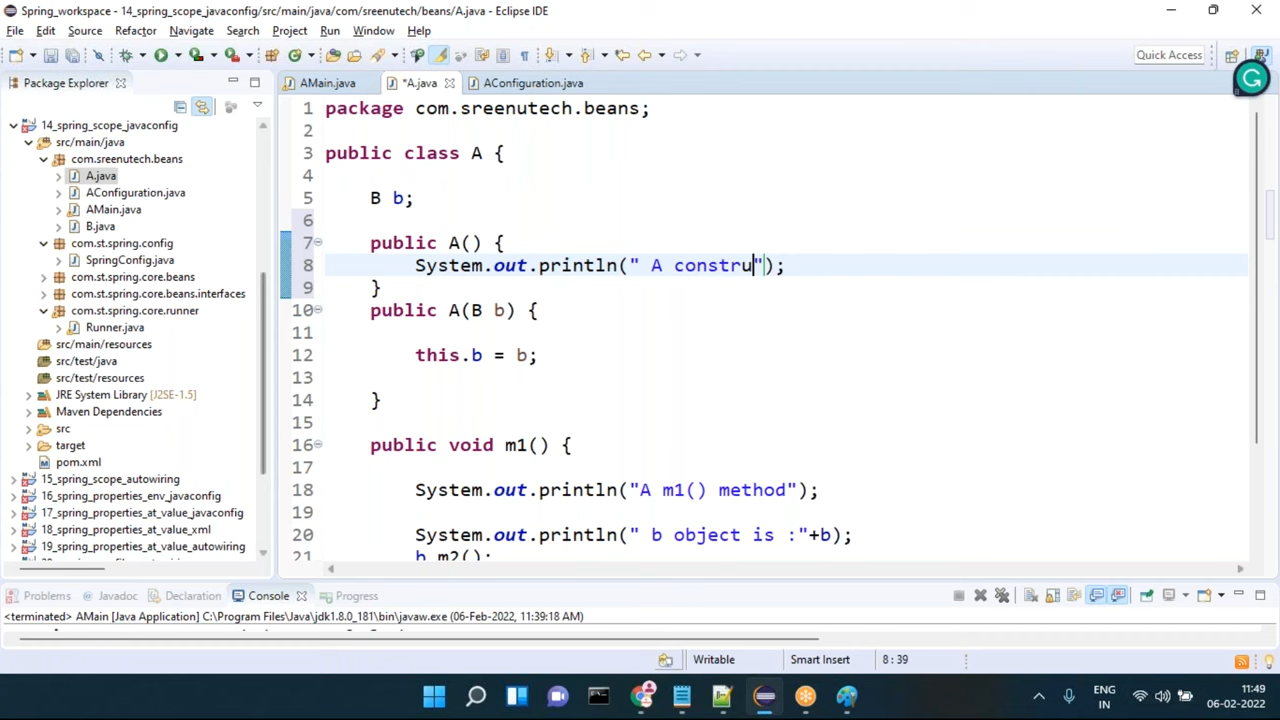 Spring_workspace - 14_spring_scope_javaconfig/src/main/java/com/sreenutech/beans/A.java - Eclipse IDE
File Edit Source Refactor Navigate Search Project Run Window Help
Quick Access
Package Explorer
AMain.java *A.java AConfiguration.java
14_spring_scope_javaconfig
src/main/java
com.sreenutech.beans
A.java
AConfiguration.java
AMain.java
B.java
com.st.spring.config
SpringConfig.java
com.st.spring.core.beans
com.st.spring.core.beans.interfaces
com.st.spring.core.runner
Runner.java
src/main/resources
src/test/java
src/test/resources
JRE System Library [J2SE-1.5]
Maven Dependencies
src
target
pom.xml
15_spring_scope_autowiring
16_spring_properties_env_javaconfig
17_spring_properties_at_value_javaconfig
18_spring_properties_at_value_xml
19_spring_properties_at_value_autowiring
1 package com.sreenutech.beans;
2
3 public class A {
4
5 B b;
6
7 public A() {
8 System.out.println(" A constru");
9 }
10 public A(B b) {
11
12 this.b = b;
13
14 }
15
16 public void m1() {
17
18 System.out.println("A m1() method");
19
20 System.out.println(" b object is :"+b);
21 b.m2();
Problems Javadoc Declaration Console Progress
<terminated> AMain [Java Application] C:\Program Files\Java\jdk1.8.0_181\bin\javaw.exe (06-Feb-2022, 11:39:18 AM)
Writable Smart Insert 8 : 39
ENG
IN
11:49
06-02-2022